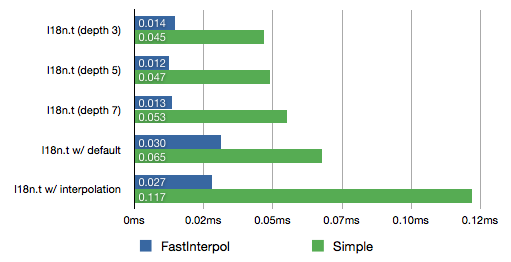 I18n.t (depth 3)
0.014
0.045
I18n.t (depth 5)
0.012
0.047
I18n.t (depth 7)
0.013
0.053
I18n.t w/ default
0.030
0.065
I18n.t w/ interpolation
0.027
0.117
0ms 0.02ms 0.05ms 0.07ms 0.10ms 0.12ms
FastInterpol Simple